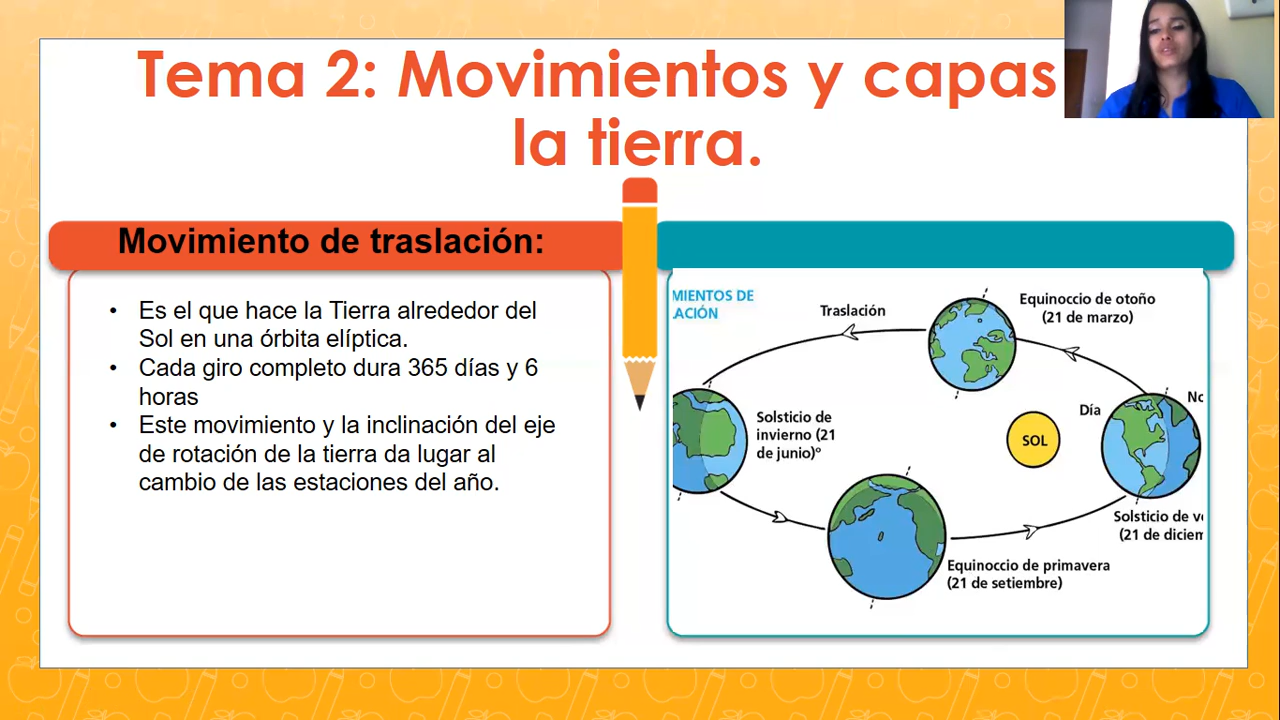 Tema 2: Movimientos y capas
la tierra.
Movimiento de traslación:
• Es el que hace la Tierra alrededor del
Sol en una órbita elíptica.
• Cada giro completo dura 365 días y 6
horas
• Este movimiento y la inclinación del eje
de rotación de la tierra da lugar al
cambio de las estaciones del año.
MIENTOS DE
ACIÓN
Traslación
Equinoccio de otoño
(21 de marzo)
Día
SOL
Solsticio de
invierno (21
de junio)º
Solsticio de
(21 de diciem
Equinoccio de primavera
(21 de setiembre)